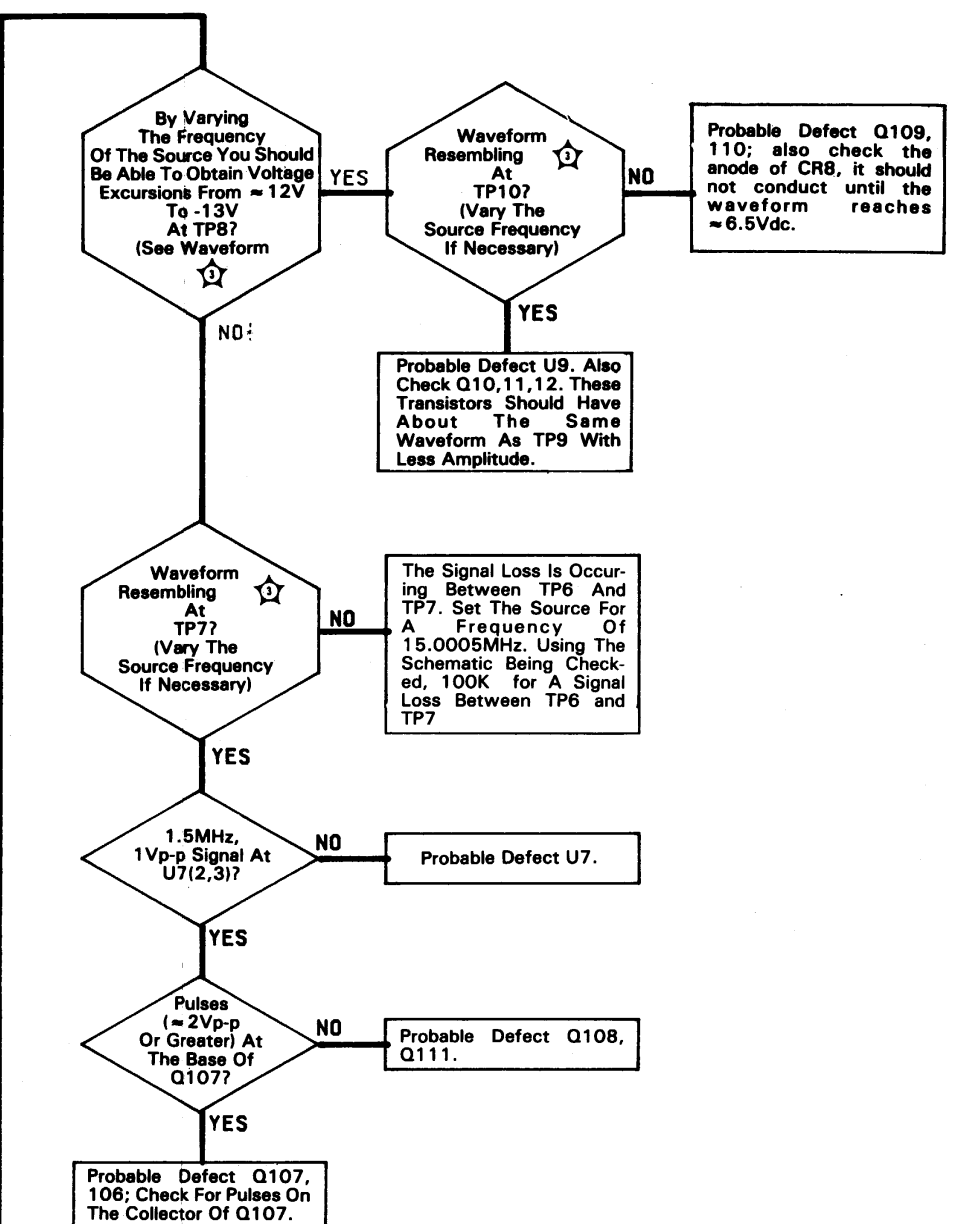 By Varying
The Frequency
Of The Source You Should
Be Able To Obtain Voltage
Excursions From ≈ 12V
To -13V
At TP8?
(See Waveform
3
YES
NO
Waveform
Resembling 3
At
TP10?
(Vary The
Source Frequency
If Necessary)
NO
YES
Probable Defect Q109,
110; also check the
anode of CR8, it should
not conduct until the
waveform reaches
≈6.5Vdc.
Probable Defect U9. Also
Check Q10,11,12. These
Transistors Should Have
About The Same
Waveform As TP9 With
Less Amplitude.
Waveform
Resembling 3
At
TP7?
(Vary The
Source Frequency
If Necessary)
NO
YES
The Signal Loss Is Occur-
ing Between TP6 And
TP7. Set The Source For
A Frequency Of
15.0005MHz. Using The
Schematic Being Check-
ed, 100K for A Signal
Loss Between TP6 and
TP7
1.5MHz,
1Vp-p Signal At
U7(2,3)?
NO
YES
Probable Defect U7.
Pulses
(≈2Vp-p
Or Greater) At
The Base Of
Q107?
NO
YES
Probable Defect Q108,
Q111.
Probable Defect Q107,
106; Check For Pulses On
The Collector Of Q107.